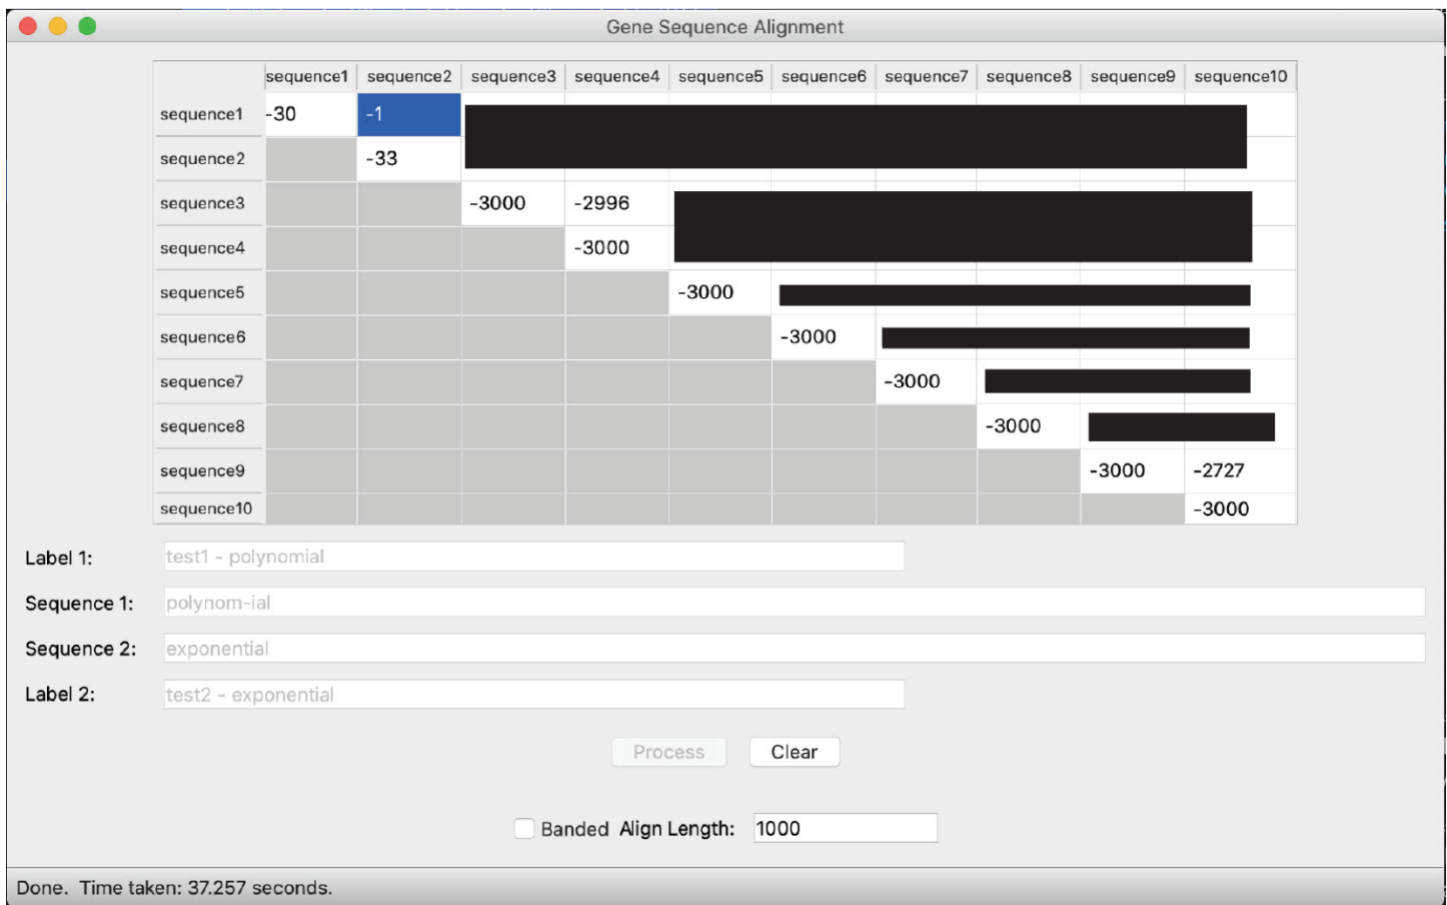 Gene Sequence Alignment
sequence1 sequence2 sequence3 sequence4 sequence5 sequence6 sequence7 sequence8 sequence9 sequence10
sequence1 -30 -1
sequence2 -33
sequence3 -3000 -2996
sequence4 -3000
sequence5 -3000
sequence6 -3000
sequence7 -3000
sequence8 -3000
sequence9 -3000 -2727
sequence10 -3000
Label 1: test1 - polynomial
Sequence 1: polynom-ial
Sequence 2: exponential
Label 2: test2 - exponential
Process Clear
Banded Align Length: 1000
Done. Time taken: 37.257 seconds.